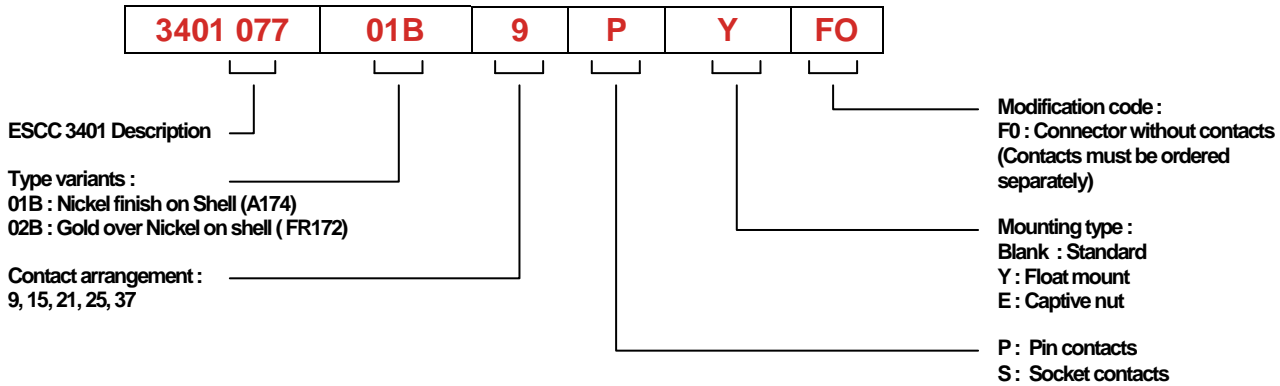 3401 077 01B 9 P Y FO
ESCC 3401 Description
Type variants :
01B : Nickel finish on Shell (A174)
02B : Gold over Nickel on shell ( FR172)
Contact arrangement :
9, 15, 21, 25, 37
Modification code :
F0 : Connector without contacts
(Contacts must be ordered
separately)
Mounting type :
Blank : Standard
Y : Float mount
E : Captive nut
P : Pin contacts
S : Socket contacts